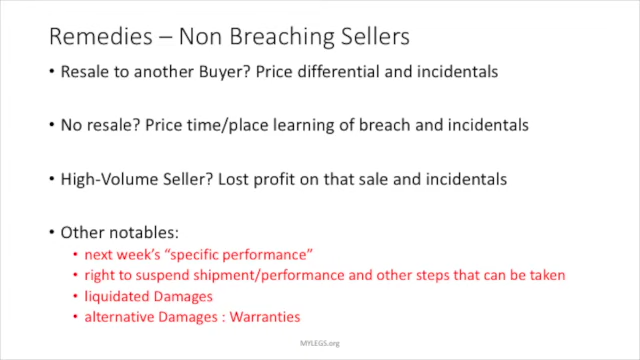 Remedies – Non Breaching Sellers
• Resale to another Buyer? Price differential and incidentals
• No resale? Price time/place learning of breach and incidentals
• High-Volume Seller? Lost profit on that sale and incidentals
• Other notables:
• next week's "specific performance"
• right to suspend shipment/performance and other steps that can be taken
• liquidated Damages
• alternative Damages : Warranties
MYLEGS.org